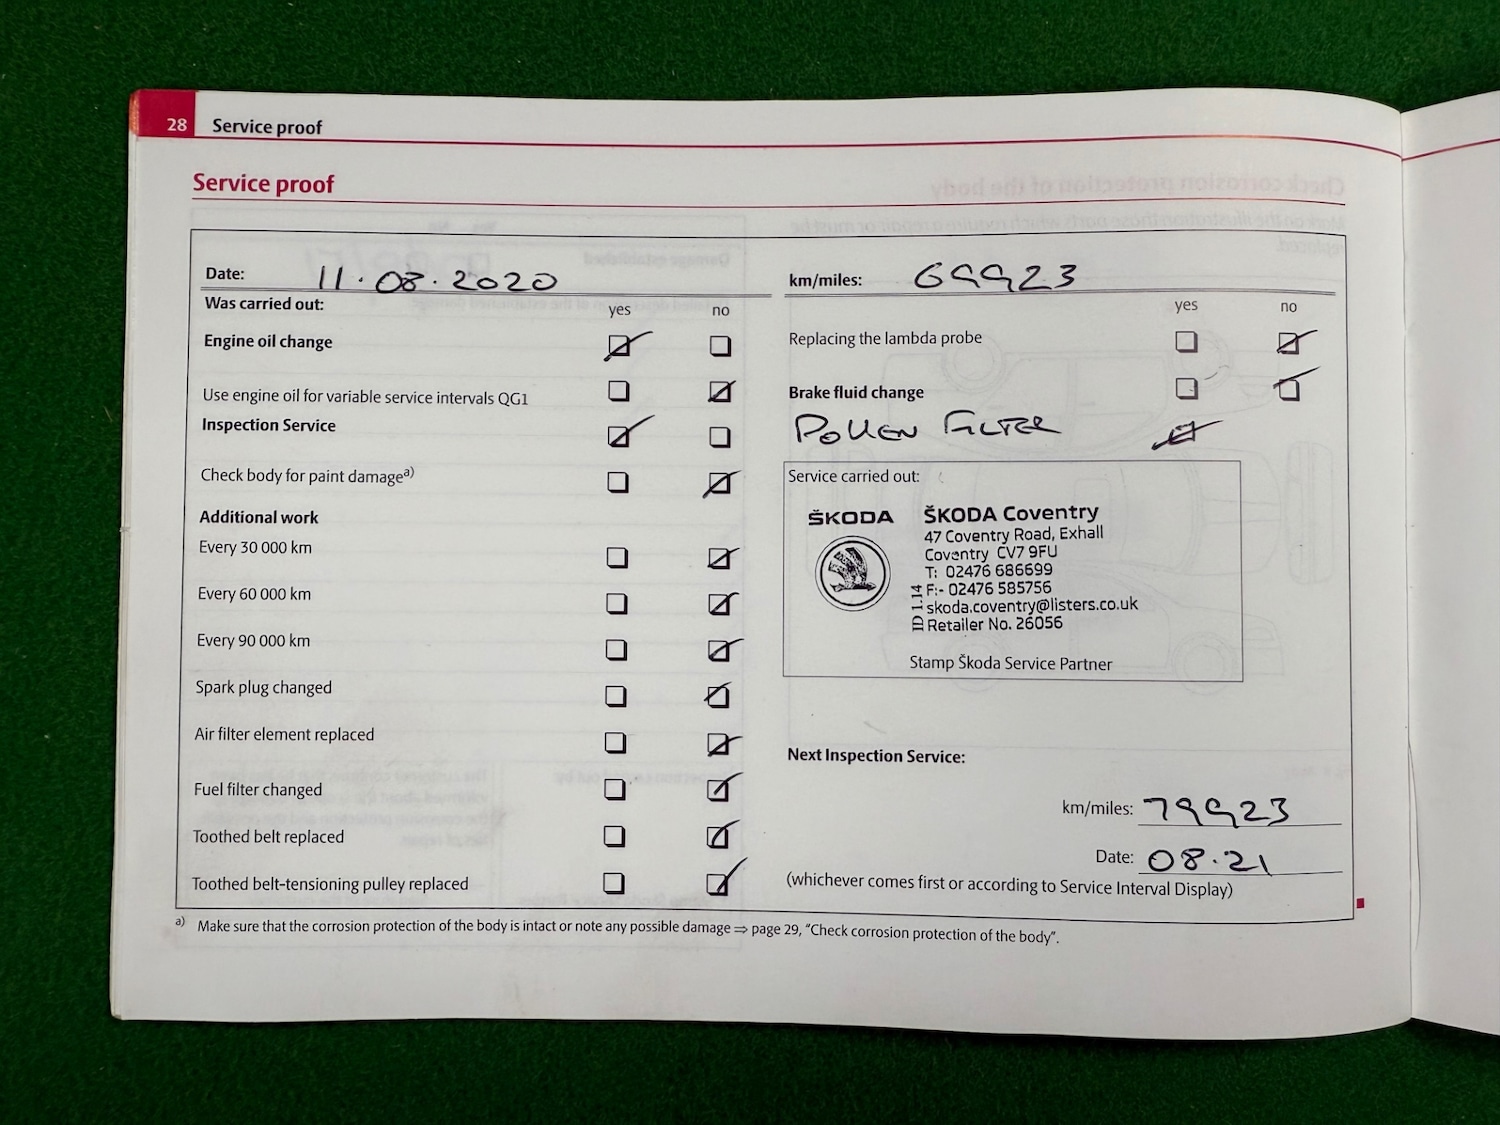 28 Service proof
Service proof
Date: 11.08.2020
Was carried out:
yes no
Engine oil change
Use engine oil for variable service intervals QG1
Inspection Service
Check body for paint damage a)
Additional work
Every 30 000 km
Every 60 000 km
Every 90 000 km
Spark plug changed
Air filter element replaced
Fuel filter changed
Toothed belt replaced
Toothed belt-tensioning pulley replaced
km/miles: 69923
yes no
Replacing the lambda probe
Brake fluid change
POLLEN FILTER
Service carried out:
ŠKODA
ŠKODA Coventry
47 Coventry Road, Exhall
Coventry CV7 9FU
T: 02476 686699
F:- 02476 585756
skoda.coventry@listers.co.uk
Retailer No. 26056
Stamp Škoda Service Partner
Next Inspection Service:
km/miles: 79923
Date: 08.21
(whichever comes first or according to Service Interval Display)
a) Make sure that the corrosion protection of the body is intact or note any possible damage ⇒ page 29, “Check corrosion protection of the body”.